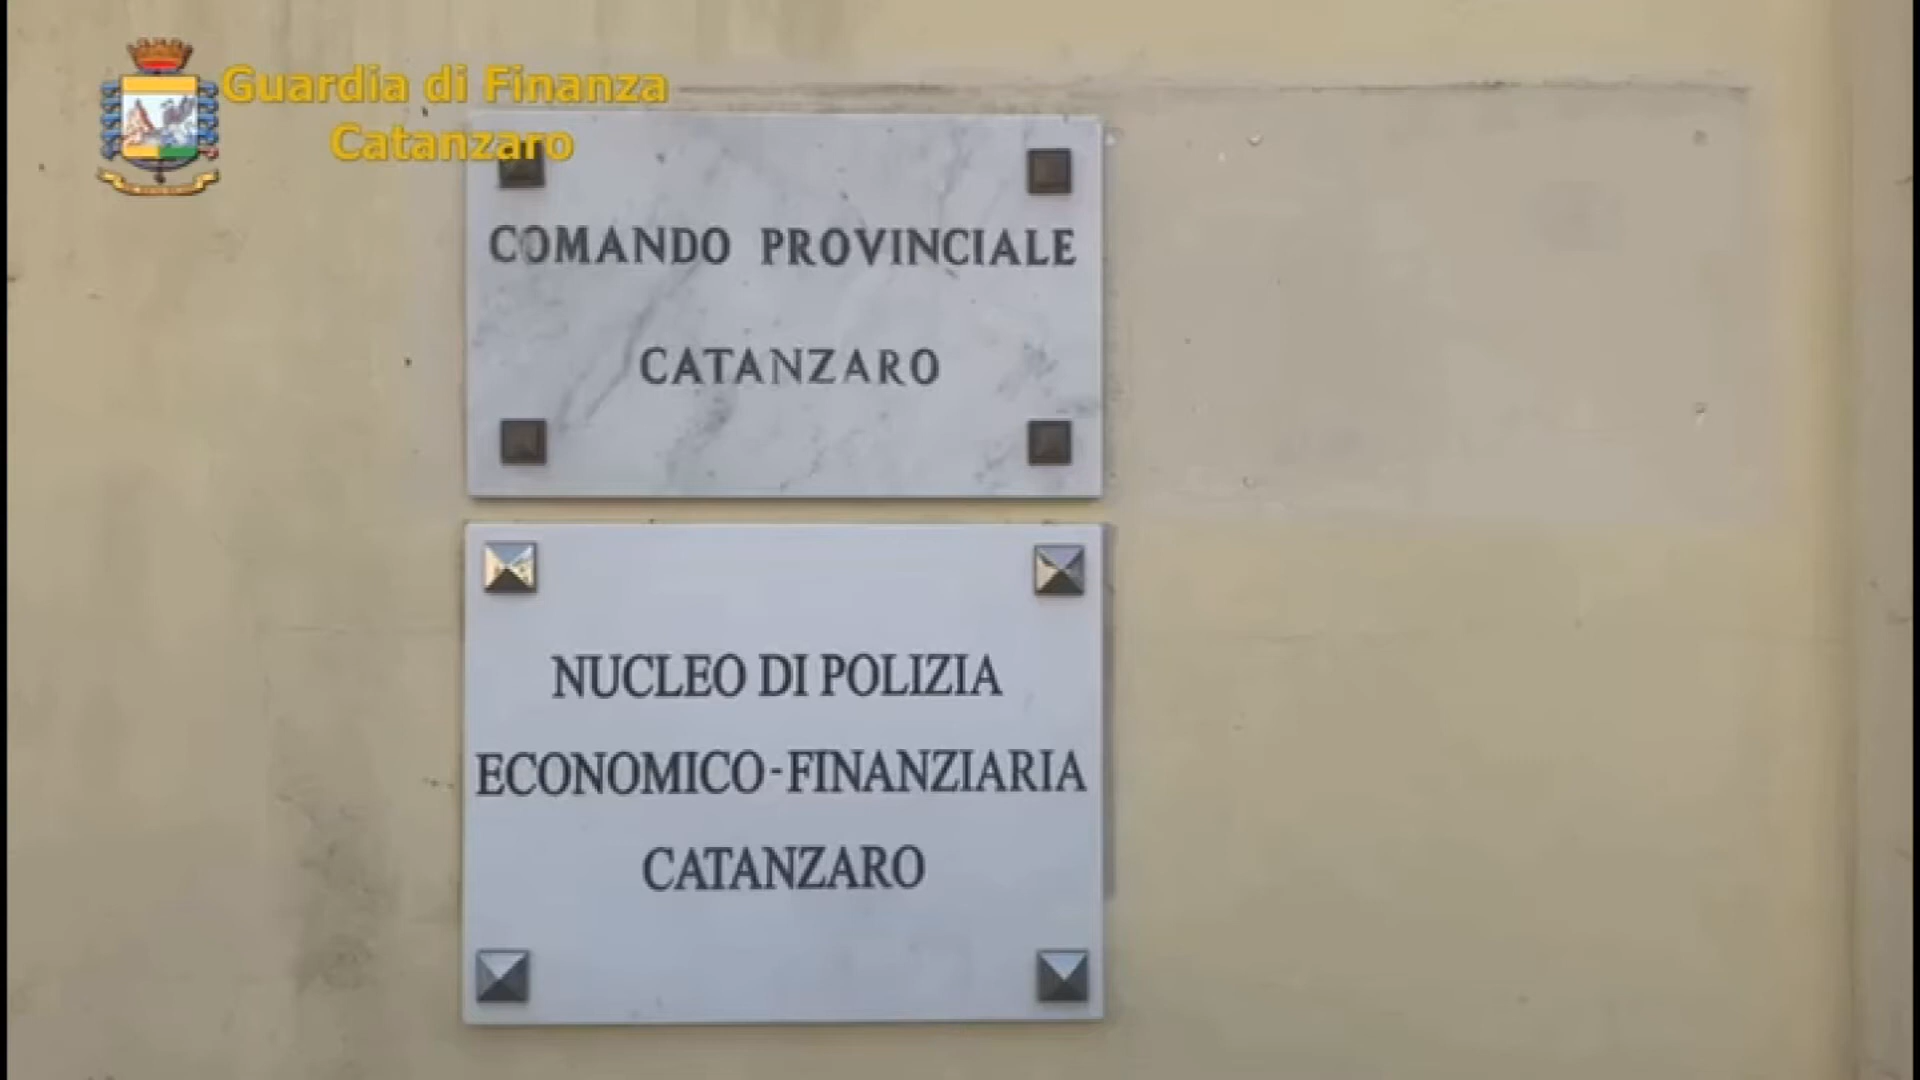 Guardia di Finanza
Catanzaro
COMANDO PROVINCIALE
CATANZARO
NUCLEO DI POLIZIA
ECONOMICO-FINANZIARIA
CATANZARO